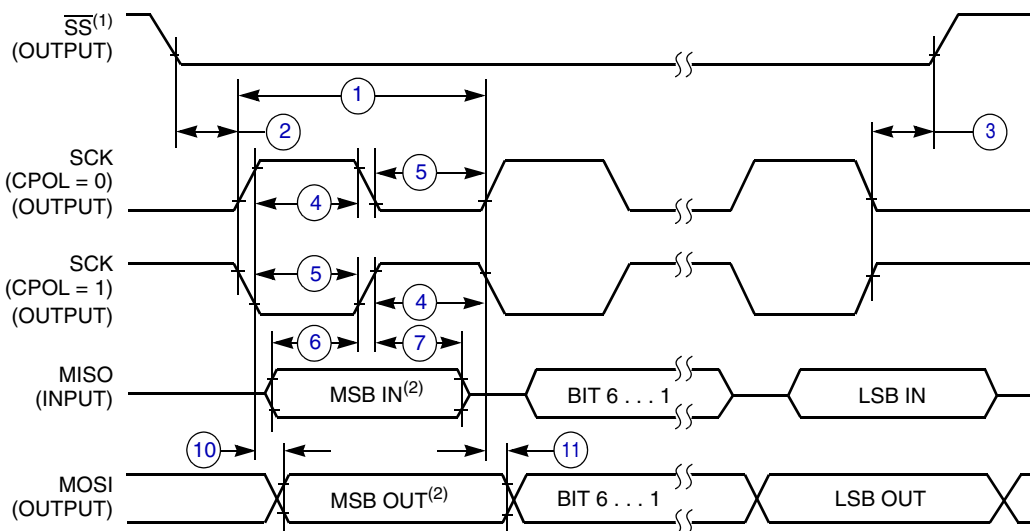 SS(1)
(OUTPUT)
1
2
3
SCK
(CPOL = 0)
(OUTPUT)
5
4
SCK
(CPOL = 1)
(OUTPUT)
5
4
6
7
MISO
(INPUT)
MSB IN(2)
BIT 6 . . . 1
LSB IN
10
11
MOSI
(OUTPUT)
MSB OUT(2)
BIT 6 . . . 1
LSB OUT